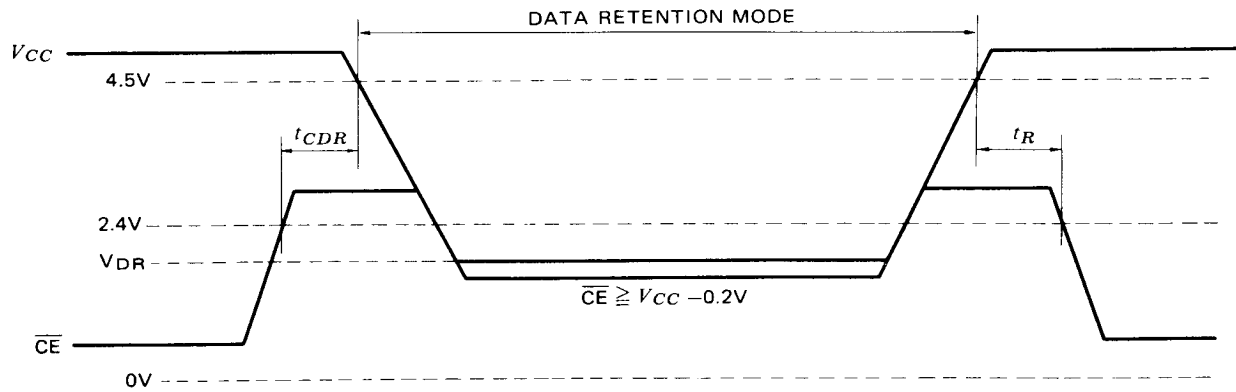 DATA RETENTION MODE
VCC
4.5V
tCDR
tR
2.4V
VDR
CE ≧ VCC −0.2V
CE
0V